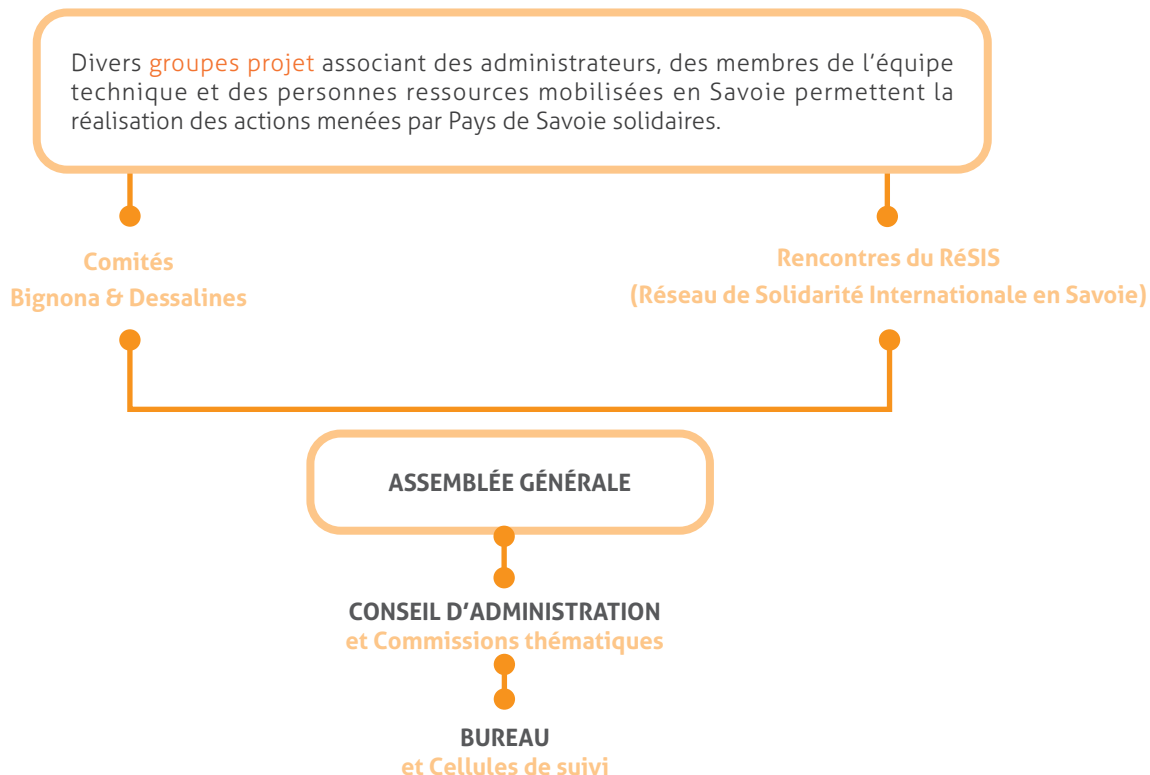 Divers groupes projet associant des administrateurs, des membres de l'équipe
technique et des personnes ressources mobilisées en Savoie permettent la
réalisation des actions menées par Pays de Savoie solidaires.
Comités
Bignona & Dessalines
Rencontres du RéSIS
(Réseau de Solidarité Internationale en Savoie)
ASSEMBLÉE GÉNÉRALE
CONSEIL D'ADMINISTRATION
et Commissions thématiques
BUREAU
et Cellules de suivi